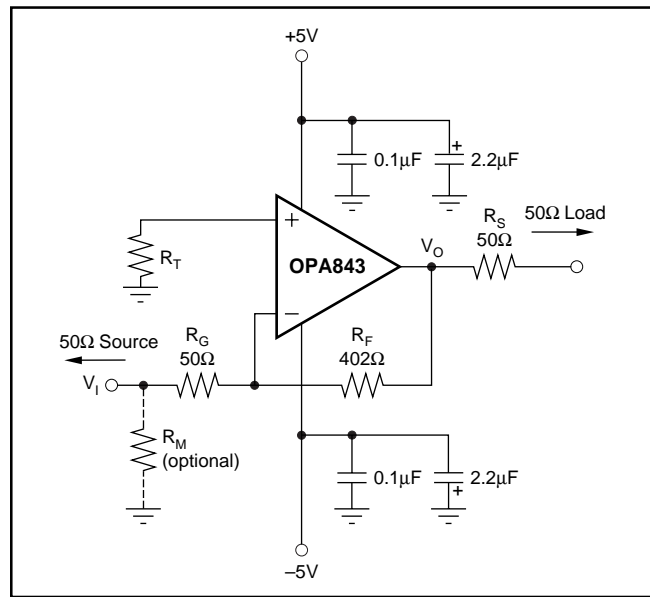 +5V
0.1µF
2.2µF
+
R_S
50Ω
50Ω Load
+
OPA843
V_O
R_T
–
50Ω Source
R_G
50Ω
R_F
402Ω
V_I
R_M
(optional)
0.1µF
2.2µF
+
–5V